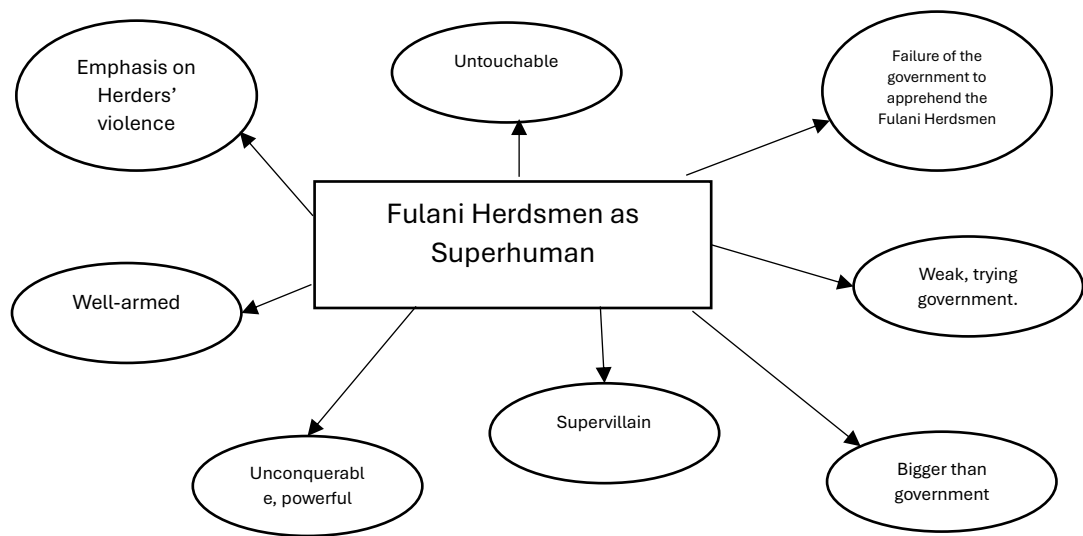 Emphasis on
Herders’
violence
Untouchable
Failure of the
government to
apprehend the
Fulani Herdsmen
Fulani Herdsmen as
Superhuman
Well-armed
Weak, trying
government.
Unconquerabl
e, powerful
Supervillain
Bigger than
government